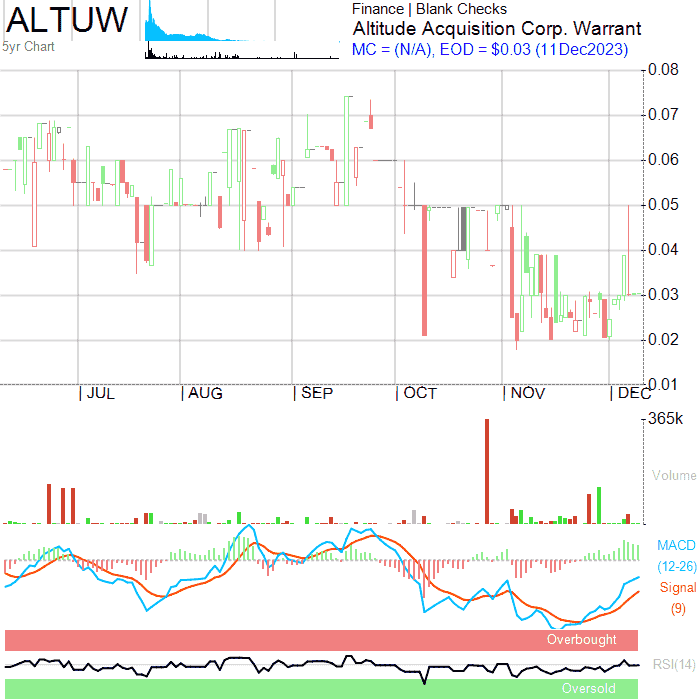 ALTUW
5yr Chart
Finance | Blank Checks
Altitude Acquisition Corp. Warrant
MC = (N/A), EOD = $0.03 (11Dec2023)
0.08
0.07
0.06
0.05
0.04
0.03
0.02
0.01
| JUL | AUG | SEP | OCT | NOV | DEC
365k
Volume
MACD
(12-26)
Signal
(9)
Overbought
RSI(14)
Oversold